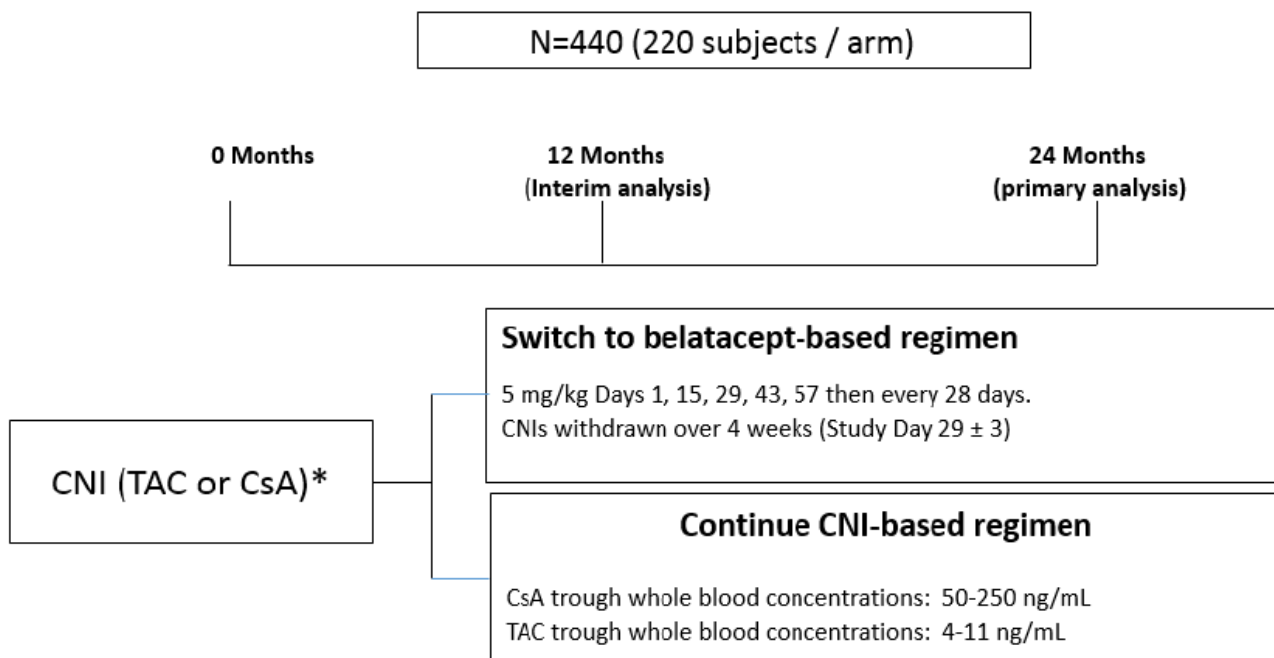 N=440 (220 subjects / arm)
0 Months
12 Months
(Interim analysis)
24 Months
(primary analysis)
Switch to belatacept-based regimen
5 mg/kg Days 1, 15, 29, 43, 57 then every 28 days.
CNIs withdrawn over 4 weeks (Study Day 29 ± 3)
CNI (TAC or CsA)*
Continue CNI-based regimen
CsA trough whole blood concentrations: 50-250 ng/mL
TAC trough whole blood concentrations: 4-11 ng/mL